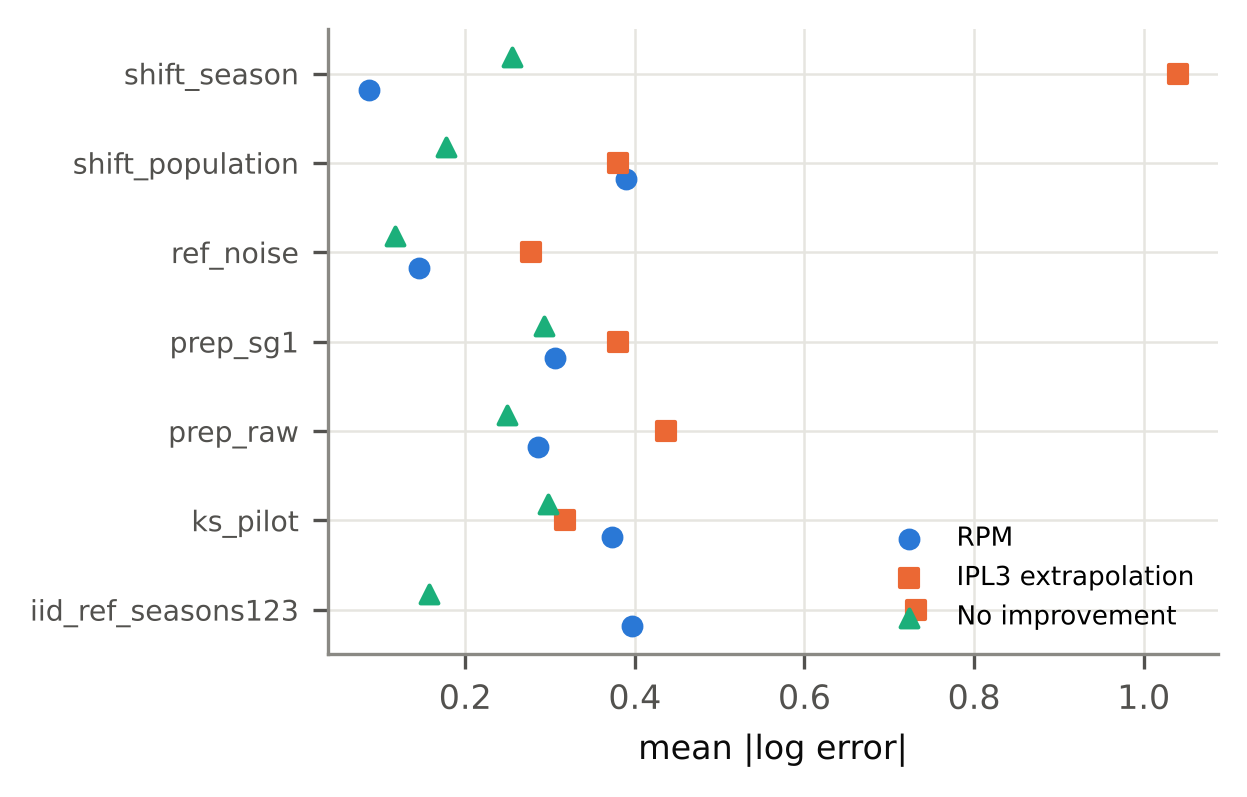 shift_season
shift_population
ref_noise
prep_sg1
prep_raw
ks_pilot
iid_ref_seasons123
RPM
IPL3 extrapolation
No improvement
0.2 0.4 0.6 0.8 1.0
mean |log error|